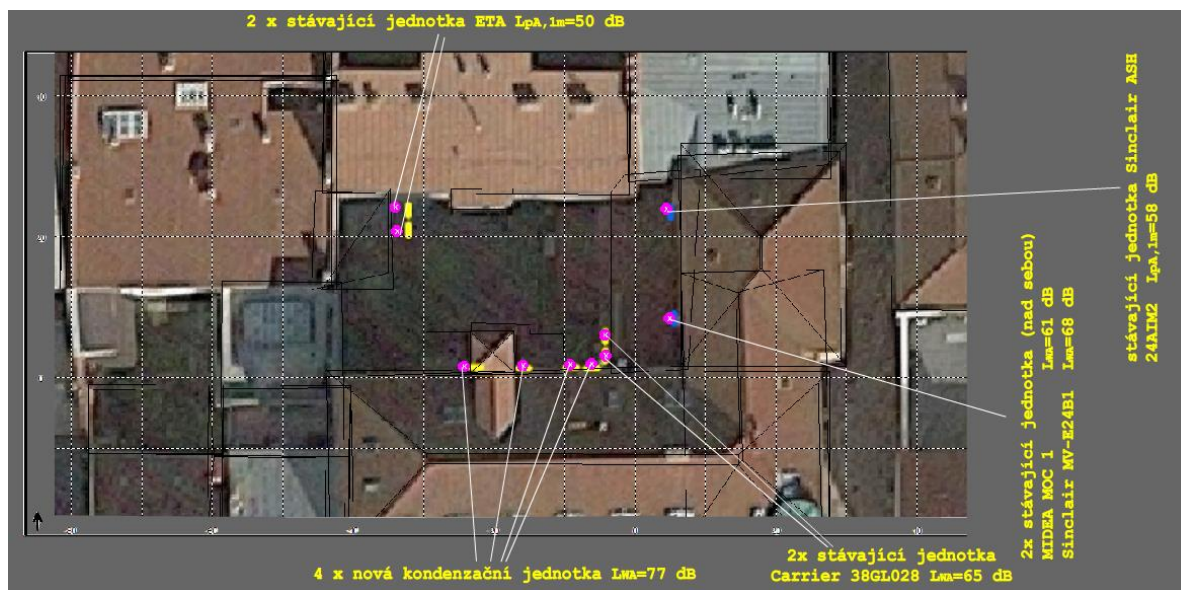 2 x stávající jednotka ETA LpA,1m=50 dB
stávající jednotka Sinclair ASH
24AIM2 LpA,1m=58 dB
2x stávající jednotka (nad sebou)
MIDEA MOC 1 LWA=61 dB
Sinclair MV-E24B1 LWA=68 dB
2x stávající jednotka
Carrier 38GL028 LWA=65 dB
4 x nová kondenzační jednotka LWA=77 dB